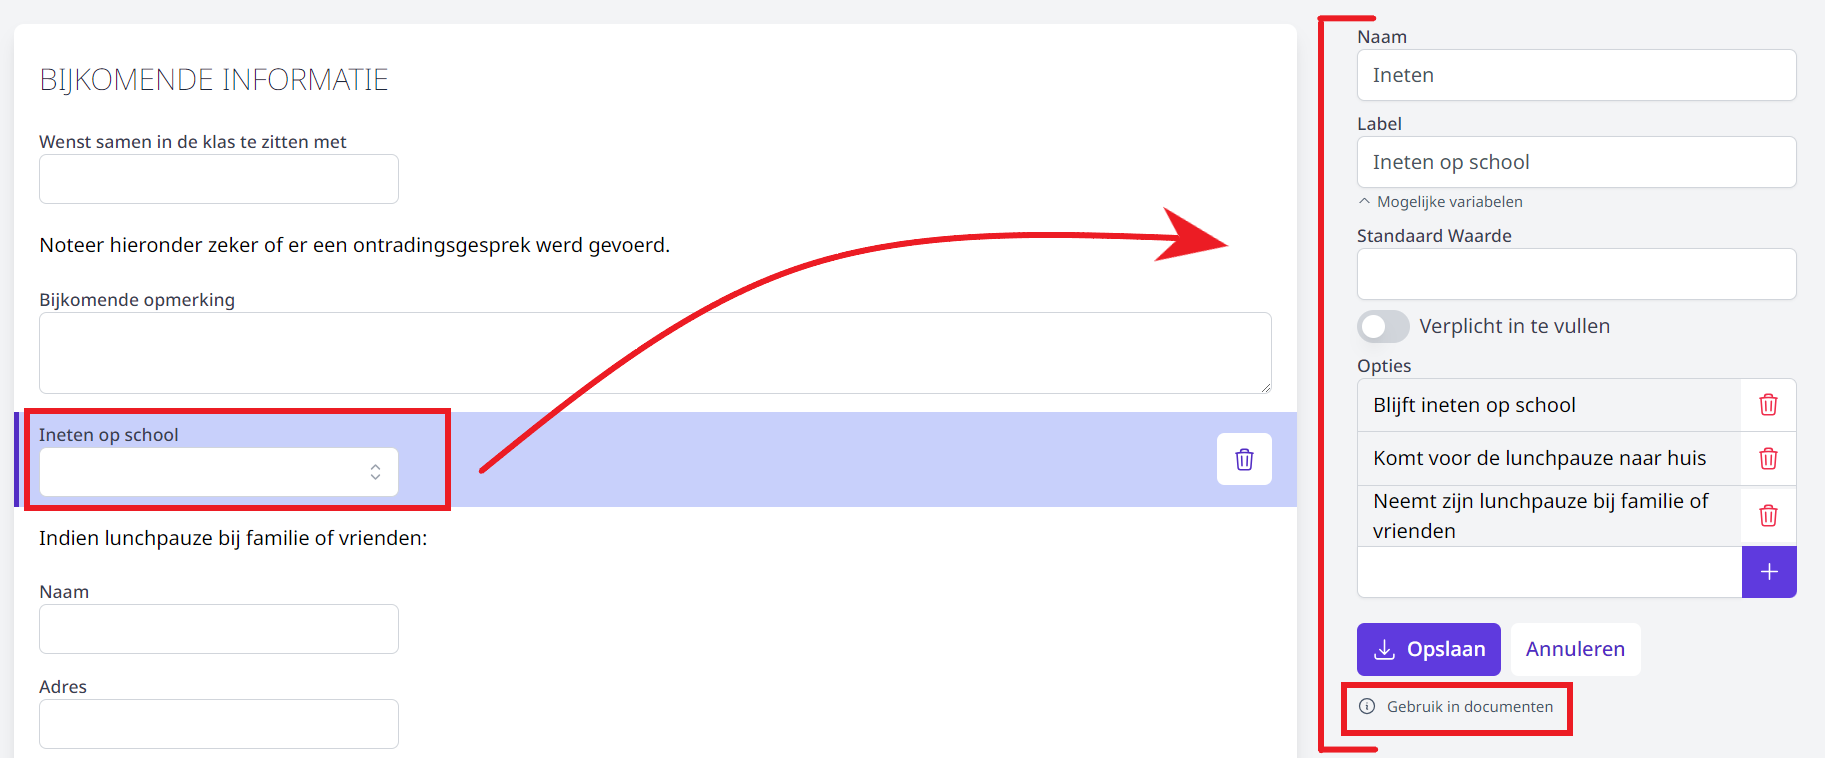 BIJKOMENDE INFORMATIE
Wenst samen in de klas te zitten met
Noteer hieronder zeker of er een ontradingsgesprek werd gevoerd.
Bijkomende opmerking
Ineten op school
Indien lunchpauze bij familie of vrienden:
Naam
Adres
Naam
Ineten
Label
Ineten op school
Mogelijke variabelen
Standaard Waarde
Verplicht in te vullen
Opties
Blijft ineten op school
Komt voor de lunchpauze naar huis
Neemt zijn lunchpauze bij familie of
vrienden
Opslaan Annuleren
Gebruik in documenten